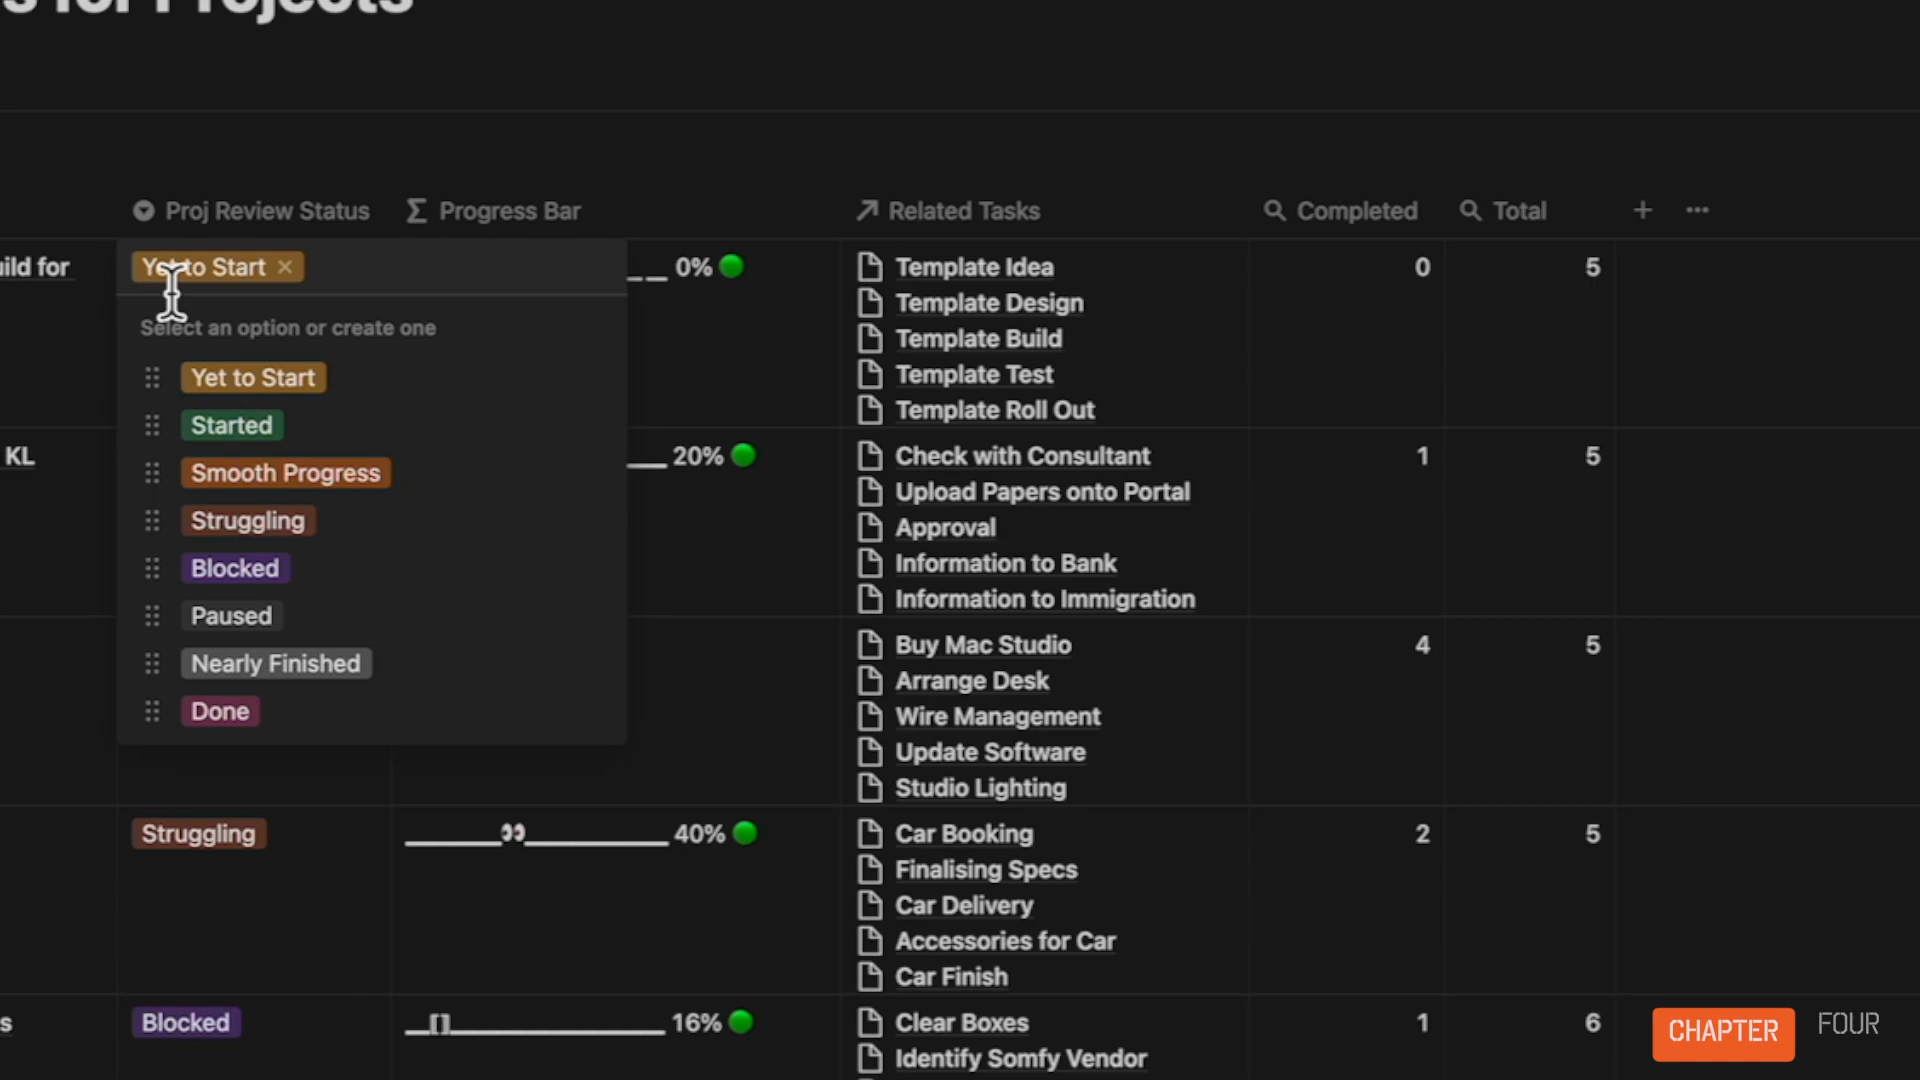 s for Projects
Proj Review Status Progress Bar Related Tasks Completed Total
uild for Yet to Start 0% Template Idea 0 5
Template Design
Select an option or create one Template Build
Yet to Start Template Test
Started Template Roll Out
KL 20% Check with Consultant 1 5
Smooth Progress Upload Papers onto Portal
Struggling Approval
Blocked Information to Bank
Paused Information to Immigration
Nearly Finished Buy Mac Studio 4 5
Arrange Desk
Done Wire Management
Update Software
Studio Lighting
Struggling 40% Car Booking 2 5
Finalising Specs
Car Delivery
Accessories for Car
Car Finish
s Blocked 16% Clear Boxes 1 6
Identify Somfy Vendor
CHAPTER FOUR